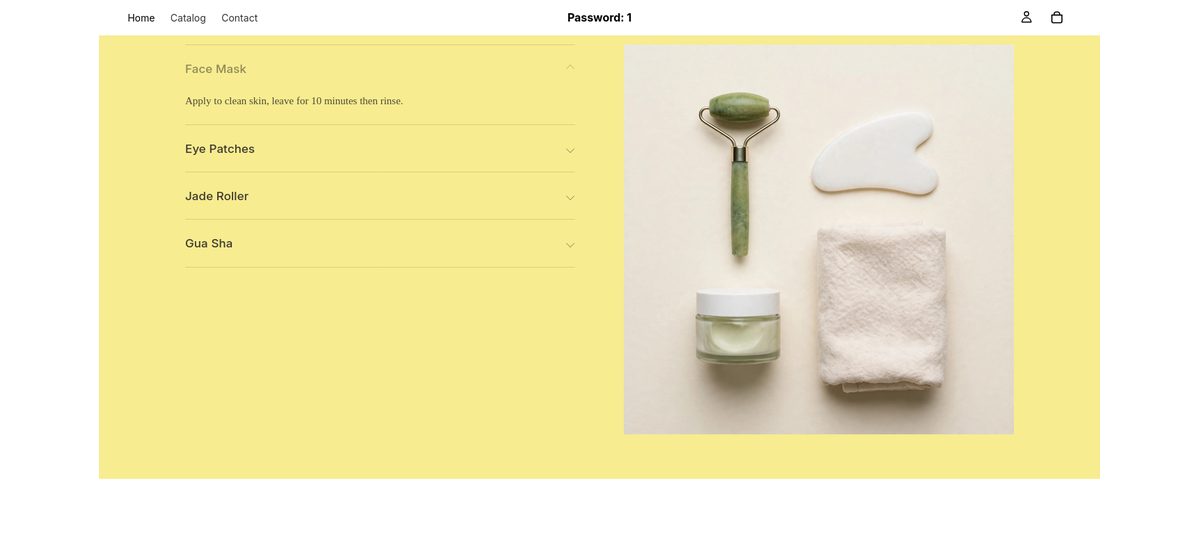 Home Catalog Contact Password: 1
Face Mask
Apply to clean skin, leave for 10 minutes then rinse.
Eye Patches
Jade Roller
Gua Sha